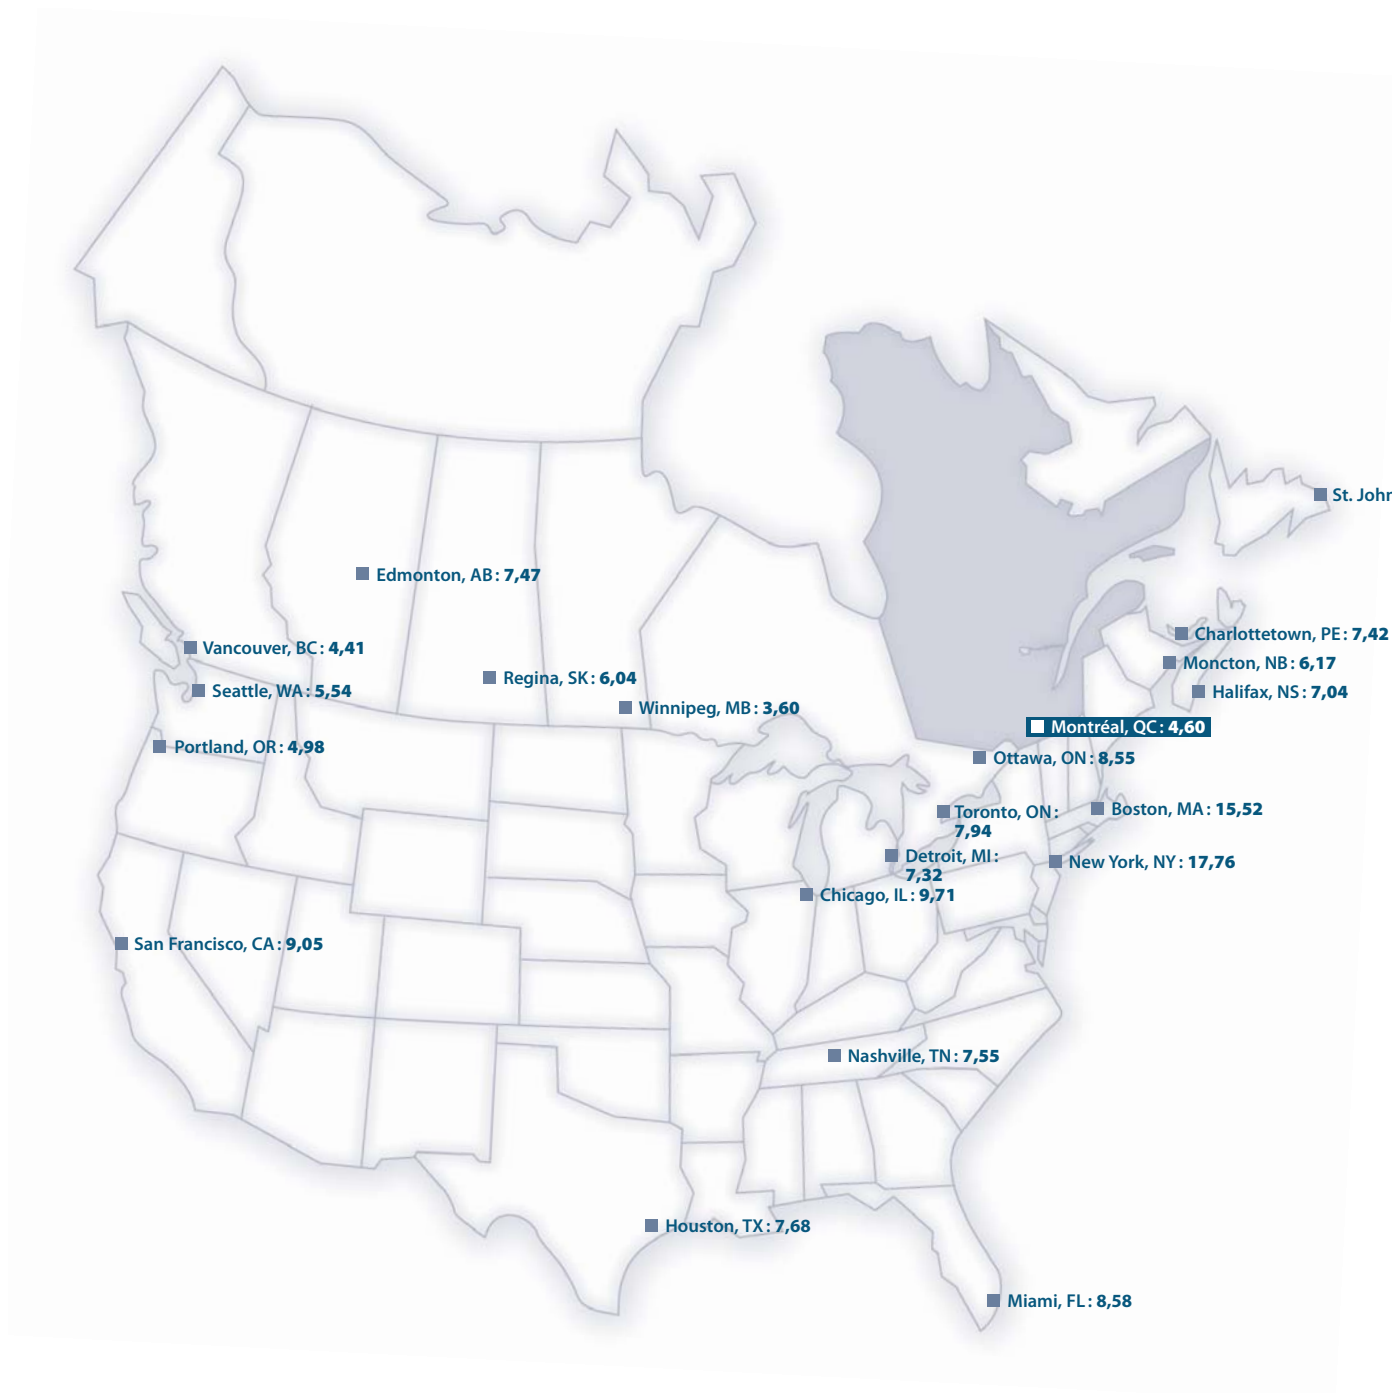 St. John
Edmonton, AB : 7,47
Charlottetown, PE : 7,42
Vancouver, BC : 4,41
Moncton, NB : 6,17
Regina, SK : 6,04
Seattle, WA : 5,54
Halifax, NS : 7,04
Winnipeg, MB : 3,60
Montréal, QC : 4,60
Portland, OR : 4,98
Ottawa, ON : 8,55
Boston, MA : 15,52
Toronto, ON :
7,94
Detroit, MI :
7,32
New York, NY : 17,76
Chicago, IL : 9,71
San Francisco, CA : 9,05
Nashville, TN : 7,55
Houston, TX : 7,68
Miami, FL : 8,58